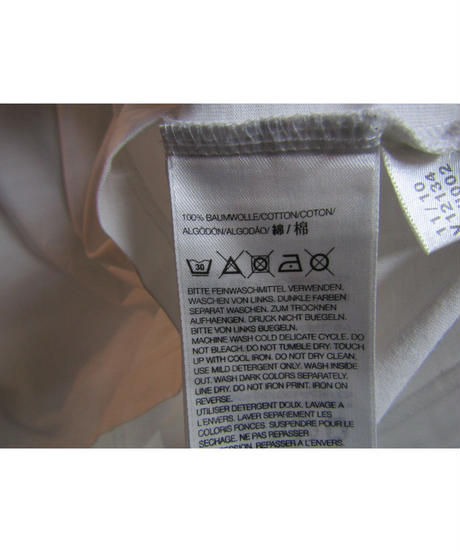 100% BAUMWOLLE/COTTON/COTON/
ALGODÓN/ALGODÃO/ 綿 / 棉
30
BITTE FEINWASCHMITTEL VERWENDEN.
WASCHEN VON LINKS. DUNKLE FARBEN
SEPARAT WASCHEN. ZUM TROCKNEN
AUFHAENGEN. DRUCK NICHT BUEGELN.
BITTE VON LINKS BUEGELN.
MACHINE WASH COLD DELICATE CYCLE. DO
NOT BLEACH. DO NOT TUMBLE DRY. TOUCH
UP WITH COOL IRON. DO NOT DRY CLEAN.
USE MILD DETERGENT ONLY. WASH INSIDE
OUT. WASH DARK COLORS SEPARATELY.
LINE DRY. DO NOT IRON PRINT. IRON ON
REVERSE.
UTILISER DETERGENT DOUX. LAVAGE A
L'ENVERS. LAVER SEPAREMENT LES
COLORIS FONCES. SUSPENDRE POUR LE
SECHAGE. NE PAS REPASSER
REPASSER A L'ENVERS.
11/10